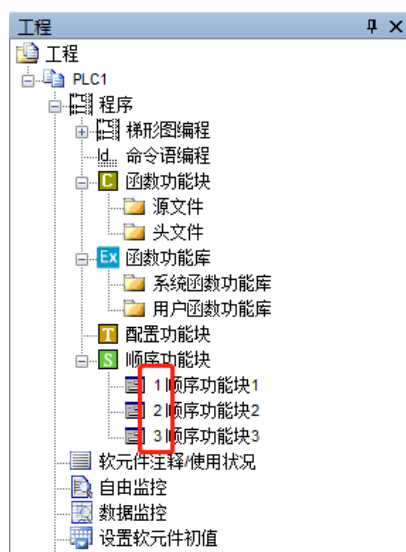 工程
工程
PLC1
程序
梯形图编程
命令语编程
函数功能块
源文件
头文件
函数功能库
系统函数功能库
用户函数功能库
配置功能块
顺序功能块
1 顺序功能块1
2 顺序功能块2
3 顺序功能块3
软元件注释/使用状况
自由监控
数据监控
设置软元件初值